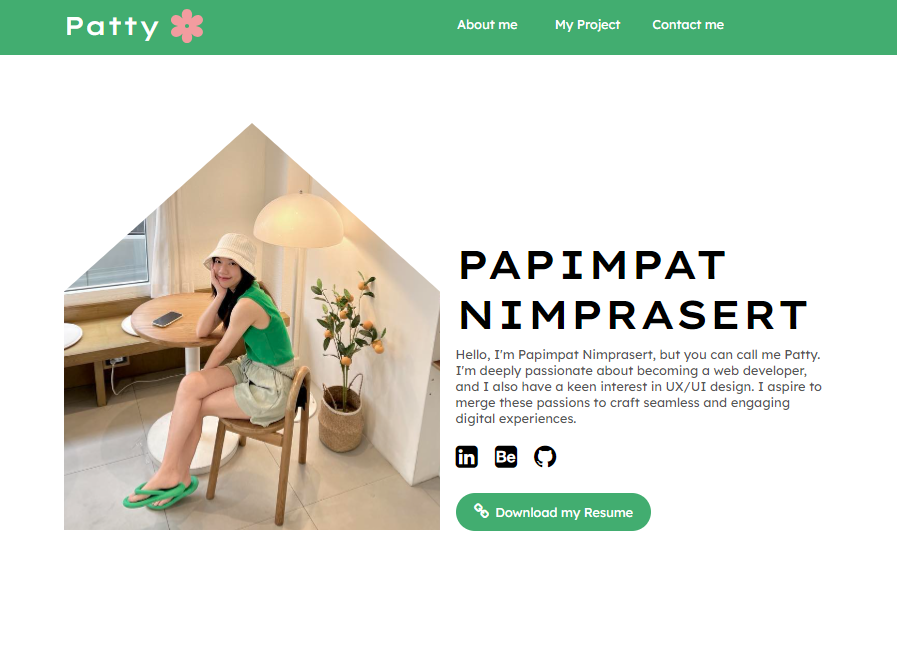 Patty
About me
My Project
Contact me
PAPIMPAT
NIMPRASERT
Hello, I'm Papimpat Nimprasert, but you can call me Patty.
I'm deeply passionate about becoming a web developer,
and I also have a keen interest in UX/UI design. I aspire to
merge these passions to craft seamless and engaging
digital experiences.
in Bē
Download my Resume